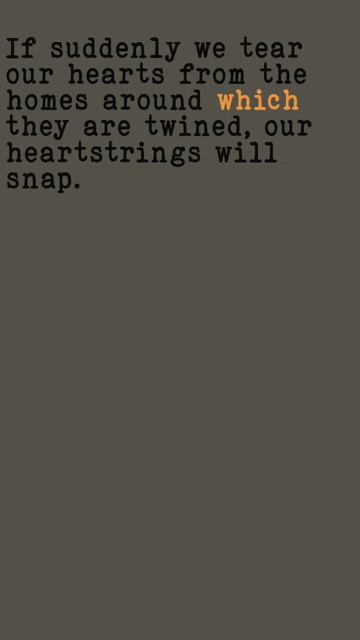 If suddenly we tear
our hearts from the
homes around which
they are twined, our
heartstrings will
snap.